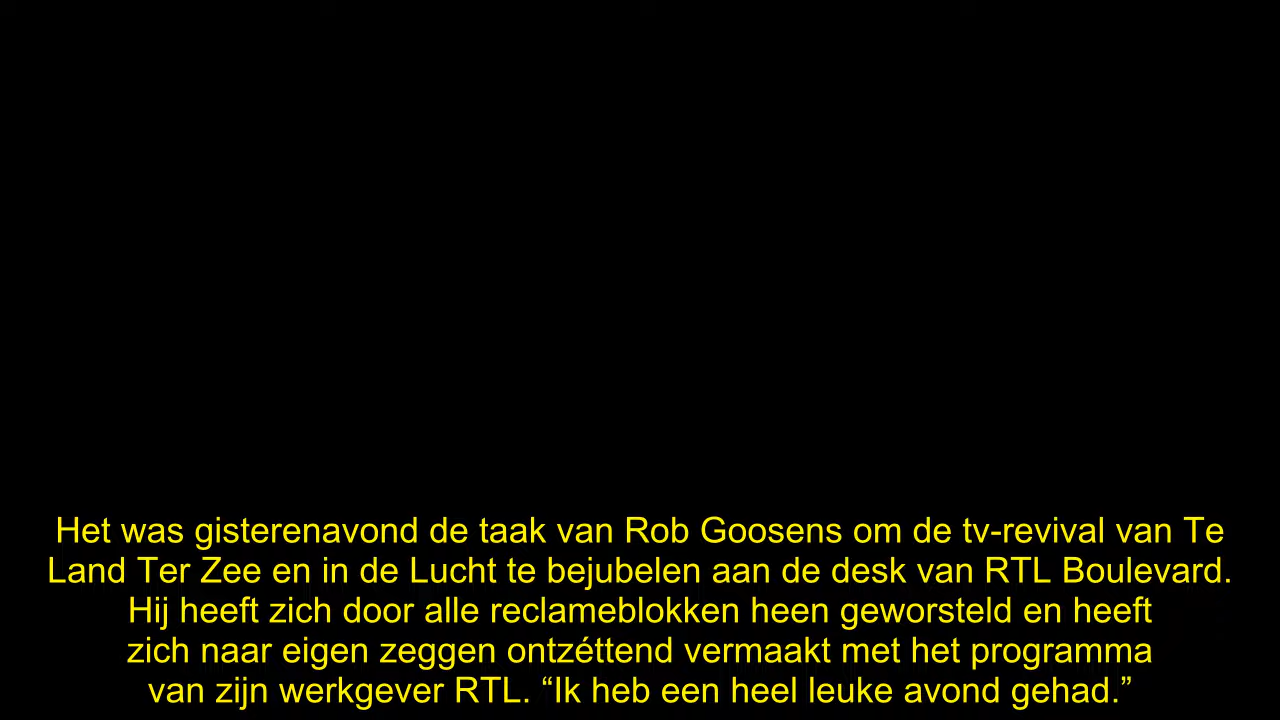 Het was gisterenavond de taak van Rob Goosens om de tv-revival van Te
Land Ter Zee en in de Lucht te bejubelen aan de desk van RTL Boulevard.
Hij heeft zich door alle reclameblokken heen geworsteld en heeft
zich naar eigen zeggen ontzéttend vermaakt met het programma
van zijn werkgever RTL. “Ik heb een heel leuke avond gehad.”